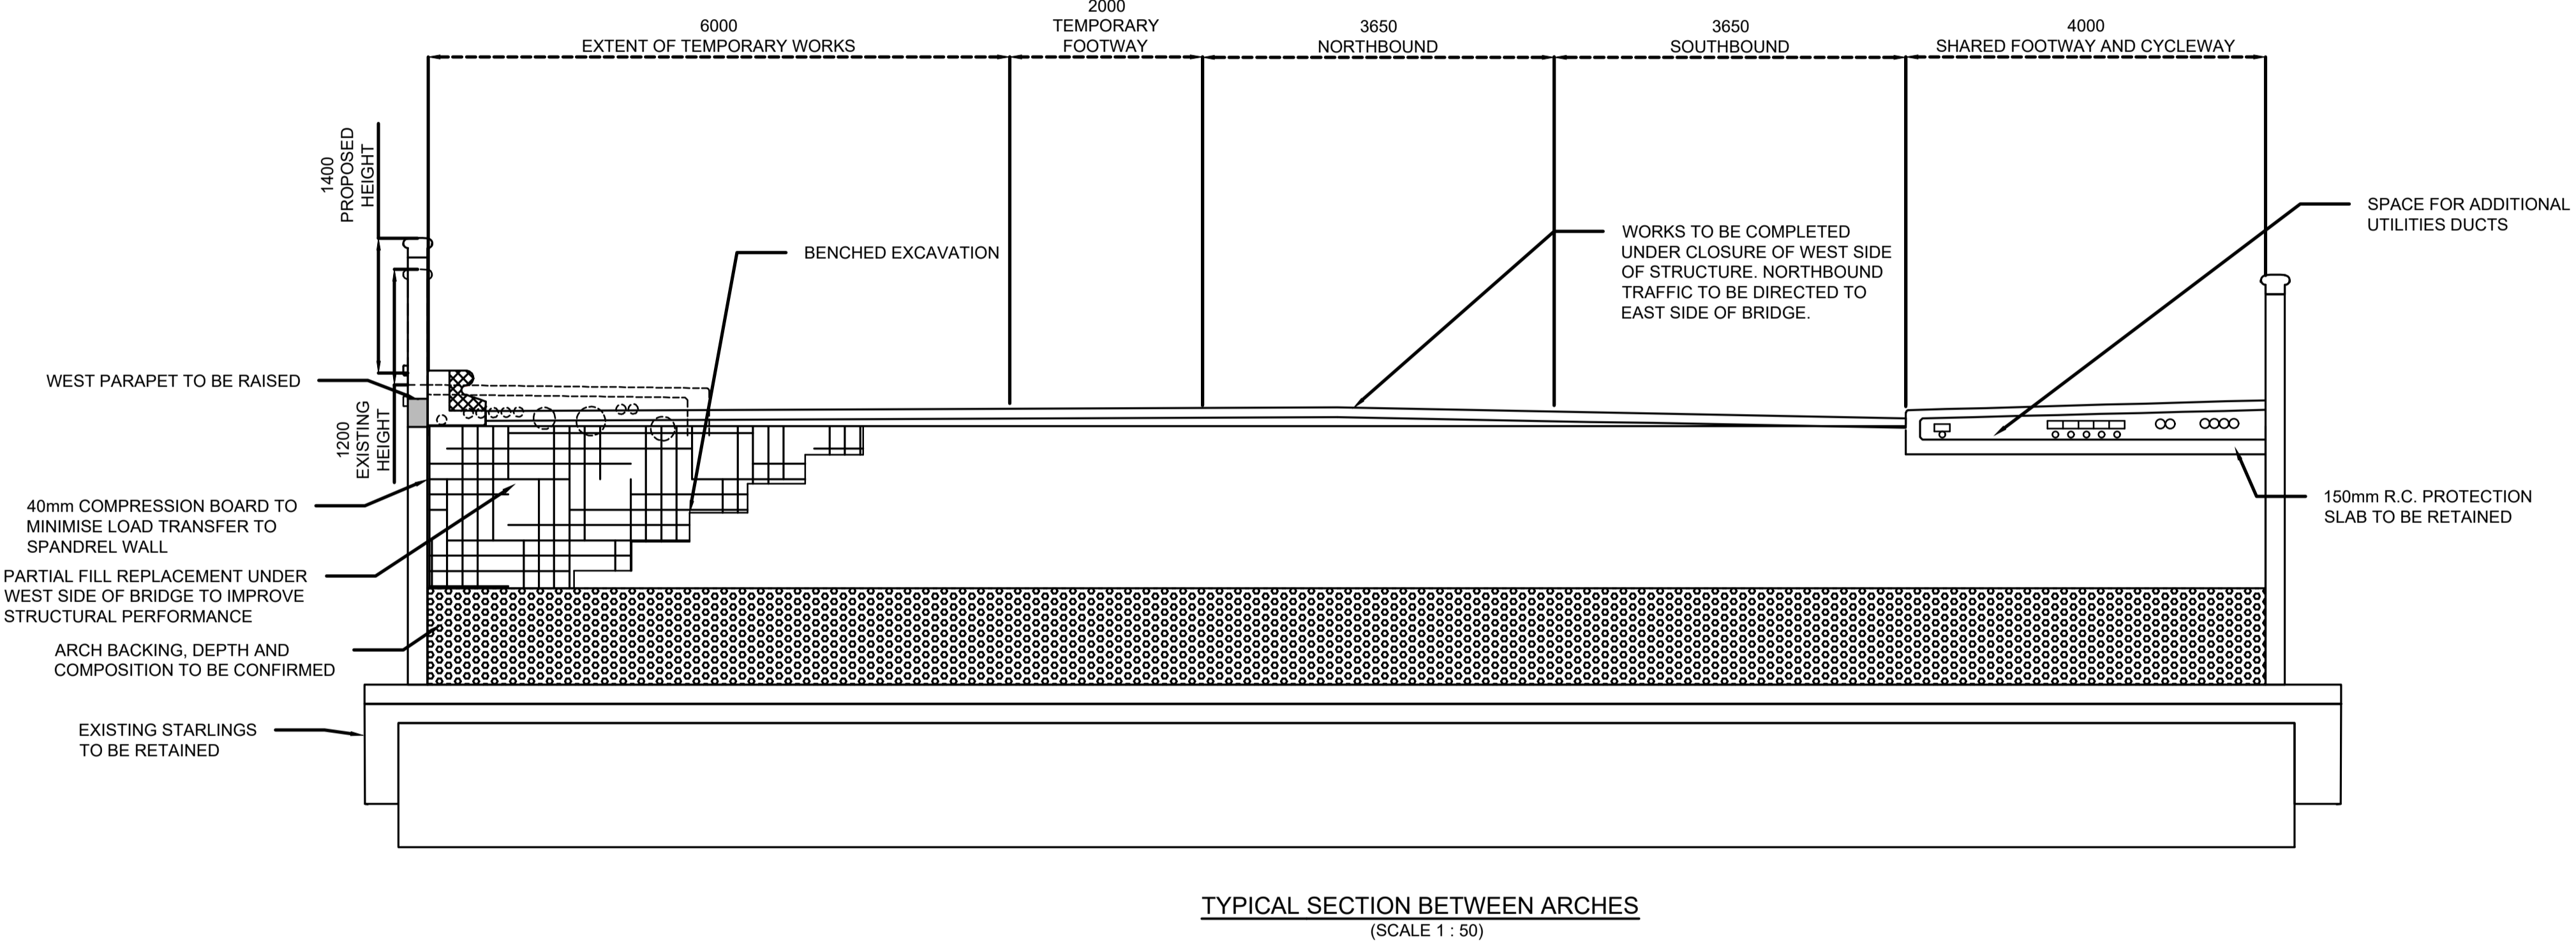 6000
EXTENT OF TEMPORARY WORKS
2000
TEMPORARY
FOOTWAY
3650
NORTHBOUND
3650
SOUTHBOUND
4000
SHARED FOOTWAY AND CYCLEWAY
1400
PROPOSED
HEIGHT
BENCHED EXCAVATION
WORKS TO BE COMPLETED
UNDER CLOSURE OF WEST SIDE
OF STRUCTURE. NORTHBOUND
TRAFFIC TO BE DIRECTED TO
EAST SIDE OF BRIDGE.
SPACE FOR ADDITIONAL
UTILITIES DUCTS
WEST PARAPET TO BE RAISED
1200
EXISTING
HEIGHT
40mm COMPRESSION BOARD TO
MINIMISE LOAD TRANSFER TO
SPANDREL WALL
150mm R.C. PROTECTION
SLAB TO BE RETAINED
PARTIAL FILL REPLACEMENT UNDER
WEST SIDE OF BRIDGE TO IMPROVE
STRUCTURAL PERFORMANCE
ARCH BACKING, DEPTH AND
COMPOSITION TO BE CONFIRMED
EXISTING STARLINGS
TO BE RETAINED
TYPICAL SECTION BETWEEN ARCHES
(SCALE 1 : 50)